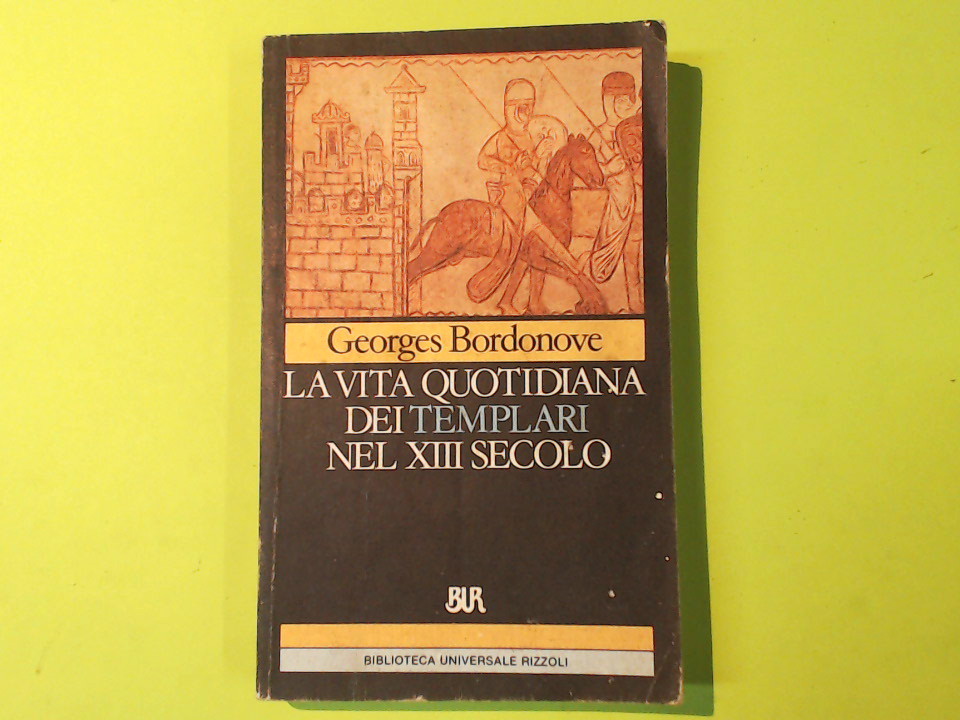 Georges Bordonove
LA VITA QUOTIDIANA
DEI TEMPLARI
NEL XIII SECOLO
BUR
BIBLIOTECA UNIVERSALE RIZZOLI